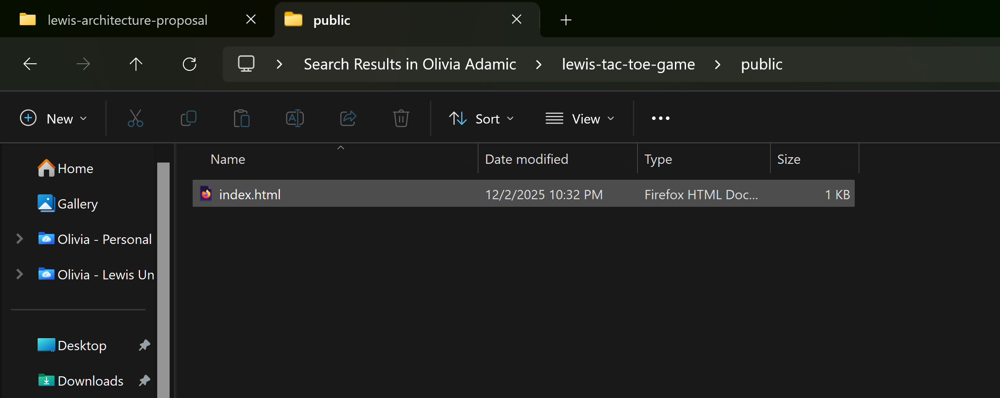 lewis-architecture-proposal
public
Search Results in Olivia Adamic > lewis-tac-toe-game > public
New Sort View
Name Date modified Type Size
index.html 12/2/2025 10:32 PM Firefox HTML Doc... 1 KB
Home
Gallery
Olivia - Personal
Olivia - Lewis Un
Desktop
Downloads